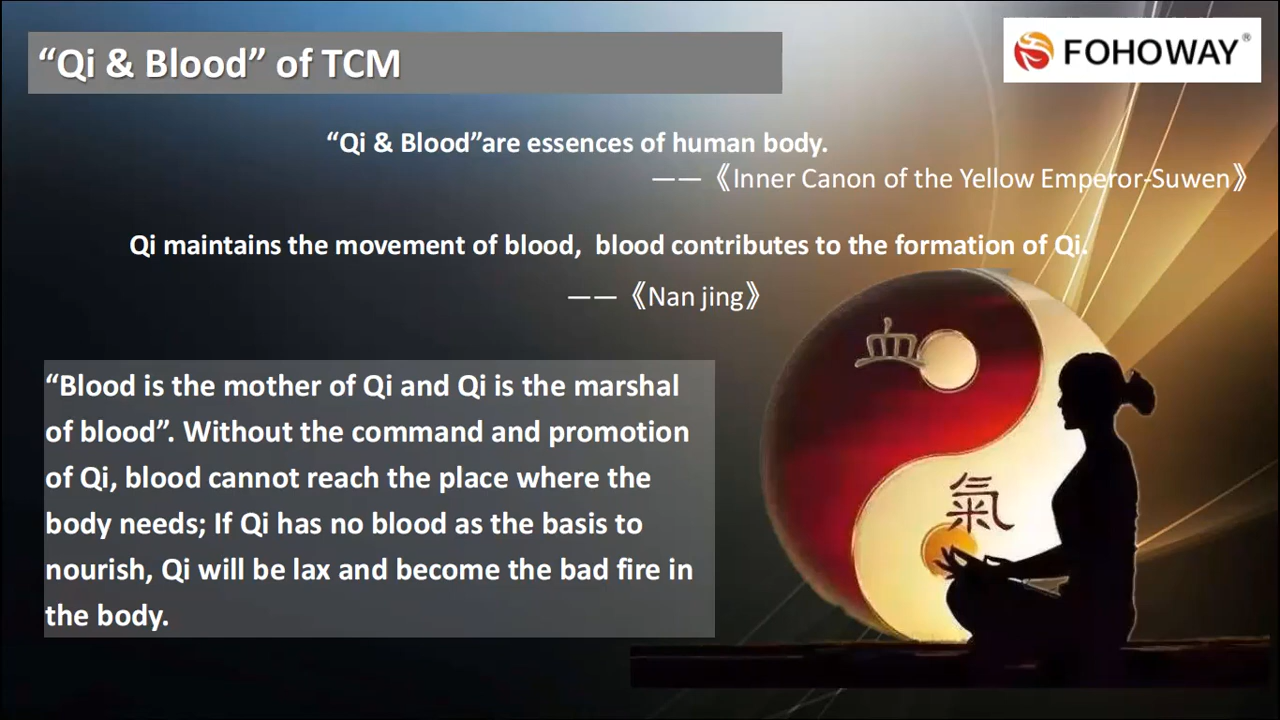 “Qi & Blood” of TCM
FOHOWAY®
“Qi & Blood”are essences of human body.
——《Inner Canon of the Yellow Emperor-Suwen》
Qi maintains the movement of blood,  blood contributes to the formation of Qi.
——《Nan jing》
血
氣
“Blood is the mother of Qi and Qi is the marshal
of blood”. Without the command and promotion
of Qi, blood cannot reach the place where the
body needs; If Qi has no blood as the basis to
nourish, Qi will be lax and become the bad fire in
the body.